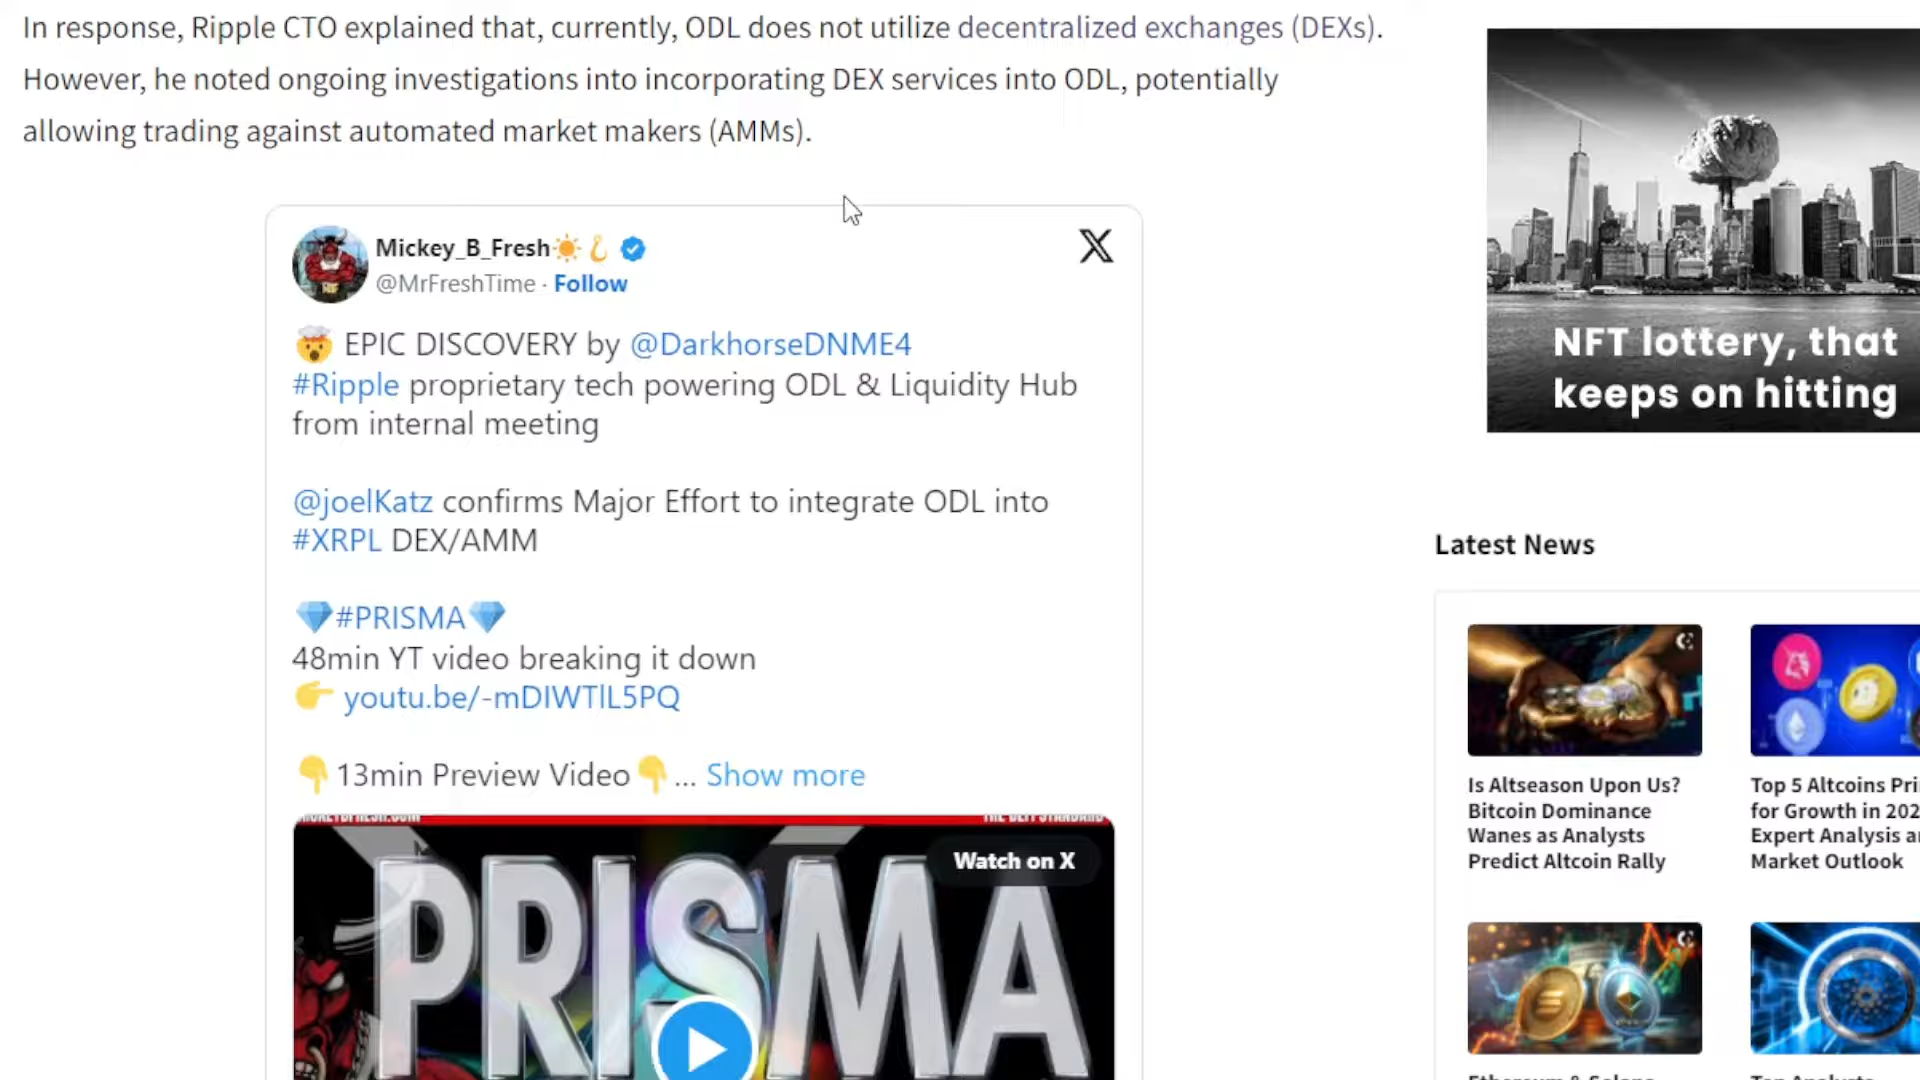 In response, Ripple CTO explained that, currently, ODL does not utilize decentralized exchanges (DEXs).
However, he noted ongoing investigations into incorporating DEX services into ODL, potentially
allowing trading against automated market makers (AMMs).
Mickey_B_Fresh
@MrFreshTime · Follow
EPIC DISCOVERY by @DarkhorseDNME4
#Ripple proprietary tech powering ODL & Liquidity Hub
from internal meeting
@joelKatz confirms Major Effort to integrate ODL into
#XRPL DEX/AMM
#PRISMA
48min YT video breaking it down
youtu.be/-mDIWTlL5PQ
13min Preview Video ... Show more
Watch on X
PRISMA
NFT lottery, that
keeps on hitting
Latest News
Is Altseason Upon Us?
Bitcoin Dominance
Wanes as Analysts
Predict Altcoin Rally
Top 5 Altcoins Pri
for Growth in 202
Expert Analysis a
Market Outlook